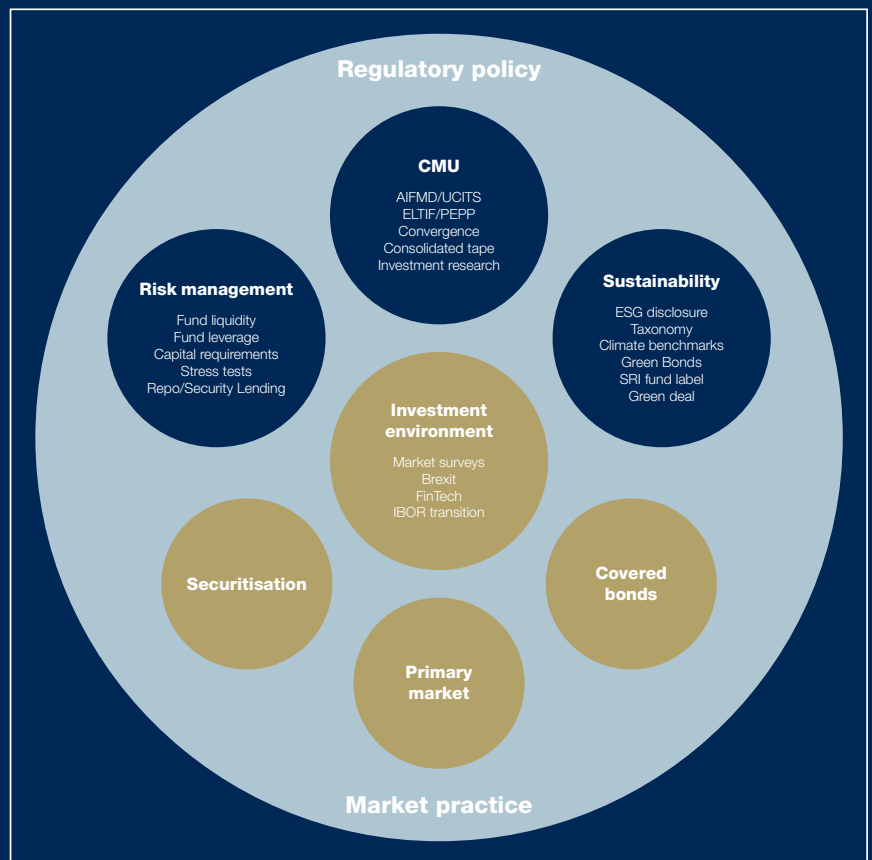 Regulatory policy
CMU
AIFMD/UCITS
ELTIF/PEPP
Convergence
Consolidated tape
Investment research
Risk management
Fund liquidity
Fund leverage
Capital requirements
Stress tests
Repo/Security Lending
Sustainability
ESG disclosure
Taxonomy
Climate benchmarks
Green Bonds
SRI fund label
Green deal
Investment
environment
Market surveys
Brexit
FinTech
IBOR transition
Securitisation
Covered
bonds
Primary
market
Market practice